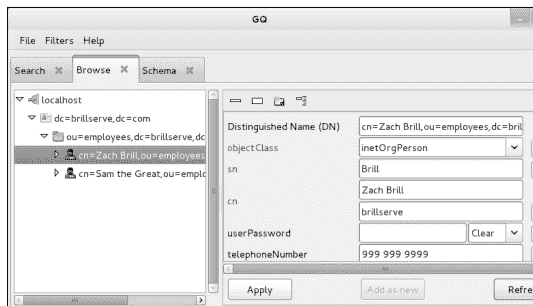 GQ
File Filters Help
Search Browse Schema
localhost
dc=brillserve,dc=com
ou=employees,dc=brillserve,dc
cn=Zach Brill,ou=employees
cn=Sam the Great,ou=emplo
Distinguished Name (DN) cn=Zach Brill,ou=employees,dc=bril
objectClass inetOrgPerson
sn Brill
cn Zach Brill
brillserve
userPassword Clear
telephoneNumber 999 999 9999
Apply Add as new Refre